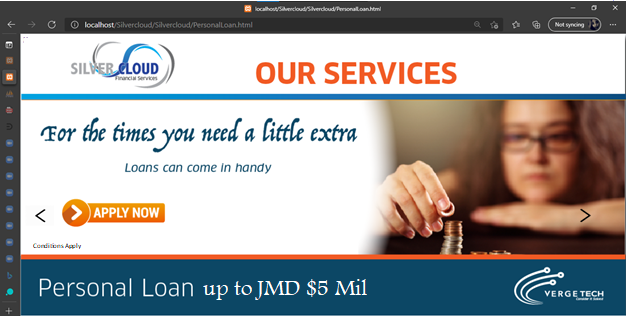 localhost/Silvercloud/Silvercloud/PersonalLoan.html
localhost/Silvercloud/Silvercloud/PersonalLoan.html
Not syncing
SILVER CLOUD
Financial Services
OUR SERVICES
For the times you need a little extra
Loans can come in handy
APPLY NOW
Conditions Apply
Personal Loan up to JMD $5 Mil
VERGE TECH